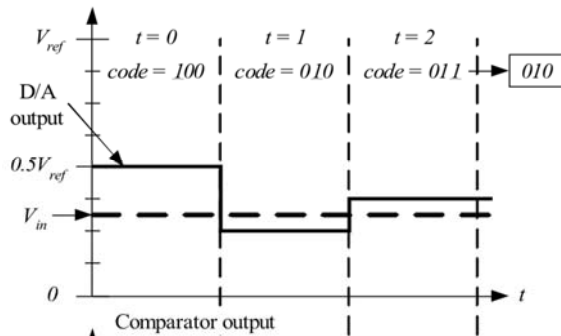 V_ref t = 0 t = 1 t = 2
code = 100 code = 010 code = 011 010
D/A
output
0.5V_ref
V_in
0 t
Comparator output